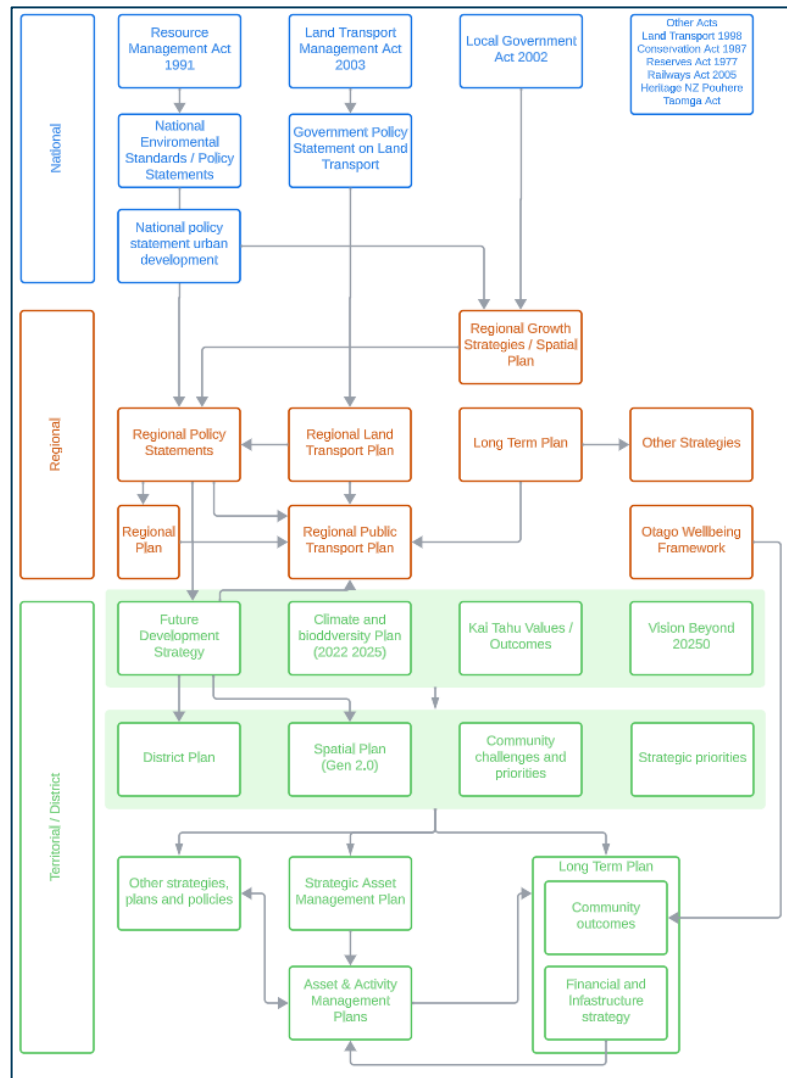 Resource
Management Act
1991
Land Transport
Management Act
2003
Local Government
Act 2002
Other Acts
Land Transport 1998
Conservation Act 1987
Reserves Act 1977
Railways Act 2005
Heritage NZ Pouhere
Taomga Act
National
National
Enviromental
Standards / Policy
Statements
Government Policy
Statement on Land
Transport
National policy
statement urban
development
Regional
Regional Growth
Strategies / Spatial
Plan
Regional Policy
Statements
Regional Land
Transport Plan
Long Term Plan
Other Strategies
Regional
Plan
Regional Public
Transport Plan
Otago Wellbeing
Framework
Territorial / District
Future
Development
Strategy
Climate and
bioddversity Plan
(2022 2025)
Kai Tahu Values /
Outcomes
Vision Beyond
20250
District Plan
Spatial Plan
(Gen 2.0)
Community
challenges and
priorities
Strategic priorities
Other strategies,
plans and policies
Strategic Asset
Management Plan
Long Term Plan
Community
outcomes
Asset & Activity
Management
Plans
Financial and
Infastructure
strategy